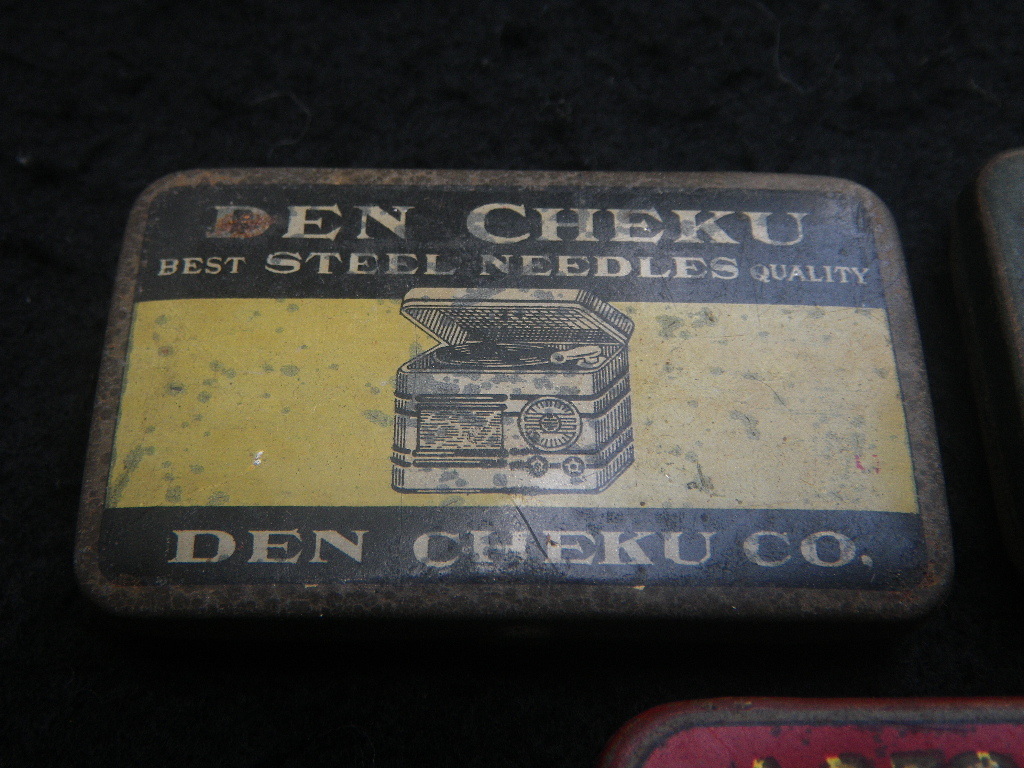 DEN CHEKU
BEST STEEL NEEDLES QUALITY
DEN CHEKU CO.